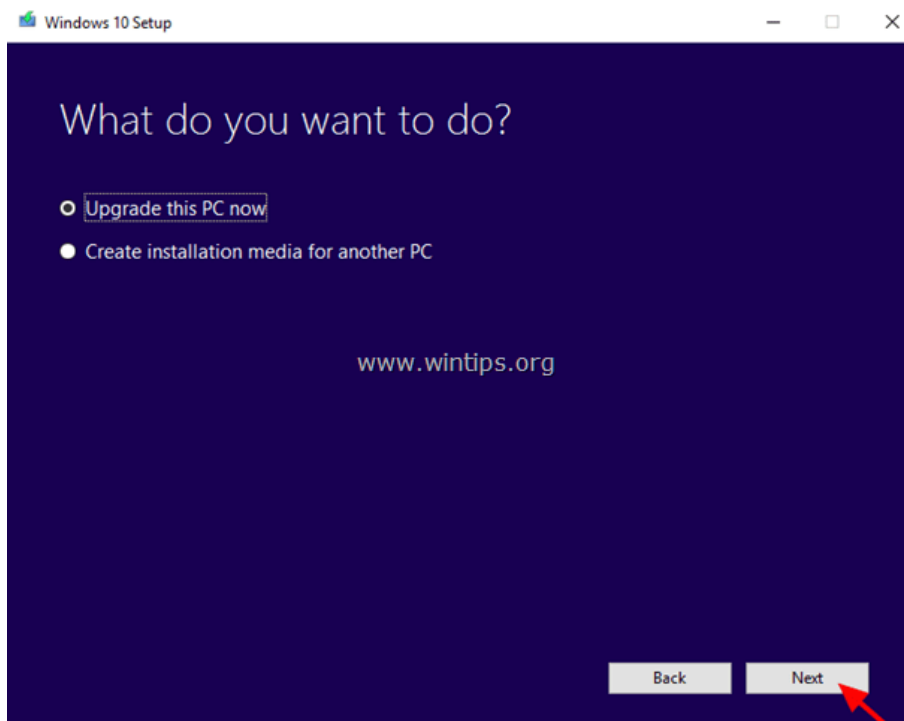 Windows 10 Setup
What do you want to do?
Upgrade this PC now
Create installation media for another PC
www.wintips.org
Back Next